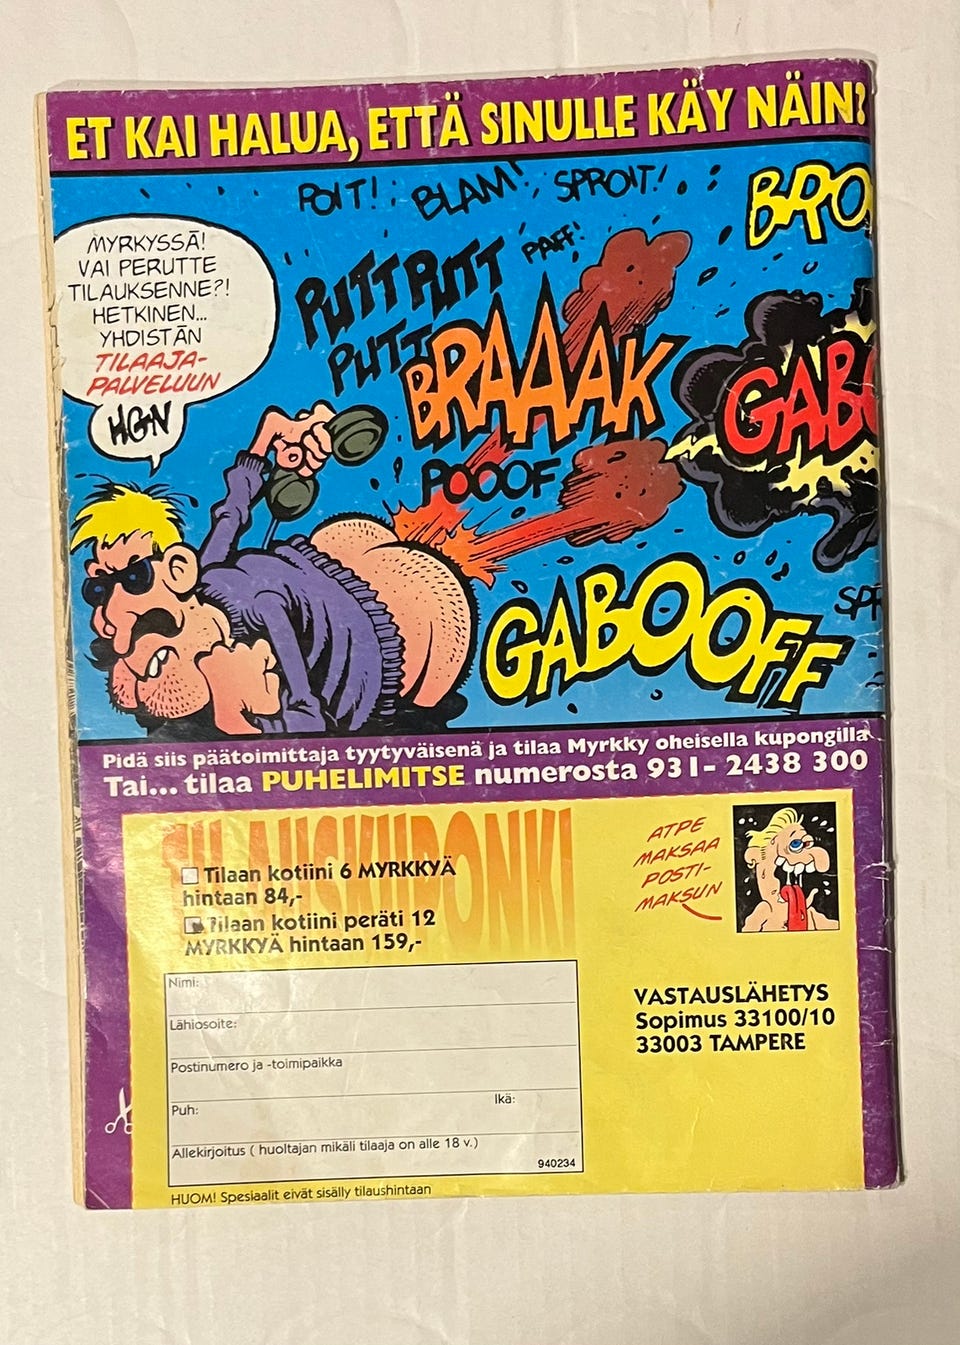 ET KAI HALUA, ETTÄ SINULLE KÄY NÄIN?
POIT! BLAM! SPROIT!
PAFF!
MYRKYSSÄ!
VAI PERUTTE
TILAUKSENNE?!
HETKINEN...
YHDISTÄN
TILAAJA-
PALVELUUN
HGN
PUTT PUTT
PUTT
BRAAAK
POOOF
GABOOFF
Pidä siis päätoimittaja tyytyväisenä ja tilaa Myrkky oheisella kupongilla
Tai... tilaa PUHELIMITSE numerosta 931- 2438 300
TILAUSKUPONKI
Tilaan kotiini 6 MYRKKYÄ
hintaan 84,-
Tilaan kotiini peräti 12
MYRKKYÄ hintaan 159,-
Nimi:
Lähiosoite:
Postinumero ja -toimipaikka
Puh: Ikä:
Allekirjoitus ( huoltajan mikäli tilaaja on alle 18 v.)
940234
HUOM! Spesiaalit eivät sisälly tilaushintaan
ATPE
MAKSAA
POSTI-
MAKSUN
VASTAUSLÄHETYS
Sopimus 33100/10
33003 TAMPERE